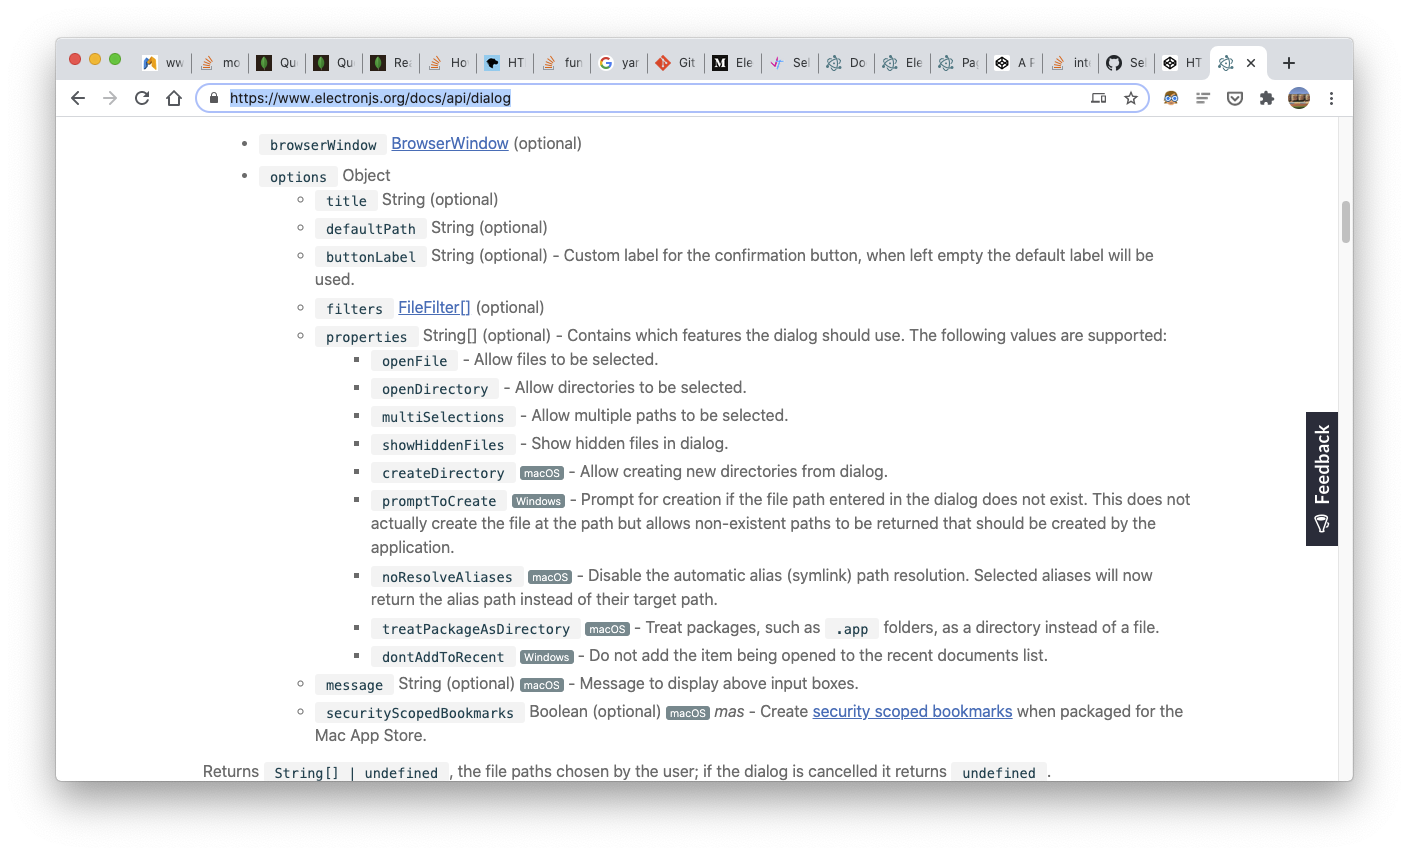 ww mo Qu Qu Re Ho HT fun yar Git Ele Sel Do Ele Pa A F inte Sel HT
https://www.electronjs.org/docs/api/dialog
browserWindow BrowserWindow (optional)
options Object
title String (optional)
defaultPath String (optional)
buttonLabel String (optional) - Custom label for the confirmation button, when left empty the default label will be
used.
filters FileFilter[] (optional)
properties String[] (optional) - Contains which features the dialog should use. The following values are supported:
openFile - Allow files to be selected.
openDirectory - Allow directories to be selected.
multiSelections - Allow multiple paths to be selected.
showHiddenFiles - Show hidden files in dialog.
createDirectory macOS - Allow creating new directories from dialog.
promptToCreate Windows - Prompt for creation if the file path entered in the dialog does not exist. This does not
actually create the file at the path but allows non-existent paths to be returned that should be created by the
application.
noResolveAliases macOS - Disable the automatic alias (symlink) path resolution. Selected aliases will now
return the alias path instead of their target path.
treatPackageAsDirectory macOS - Treat packages, such as .app folders, as a directory instead of a file.
dontAddToRecent Windows - Do not add the item being opened to the recent documents list.
message String (optional) macOS - Message to display above input boxes.
securityScopedBookmarks Boolean (optional) macOS mas - Create security scoped bookmarks when packaged for the
Mac App Store.
Returns String[] | undefined , the file paths chosen by the user; if the dialog is cancelled it returns undefined .
Feedback